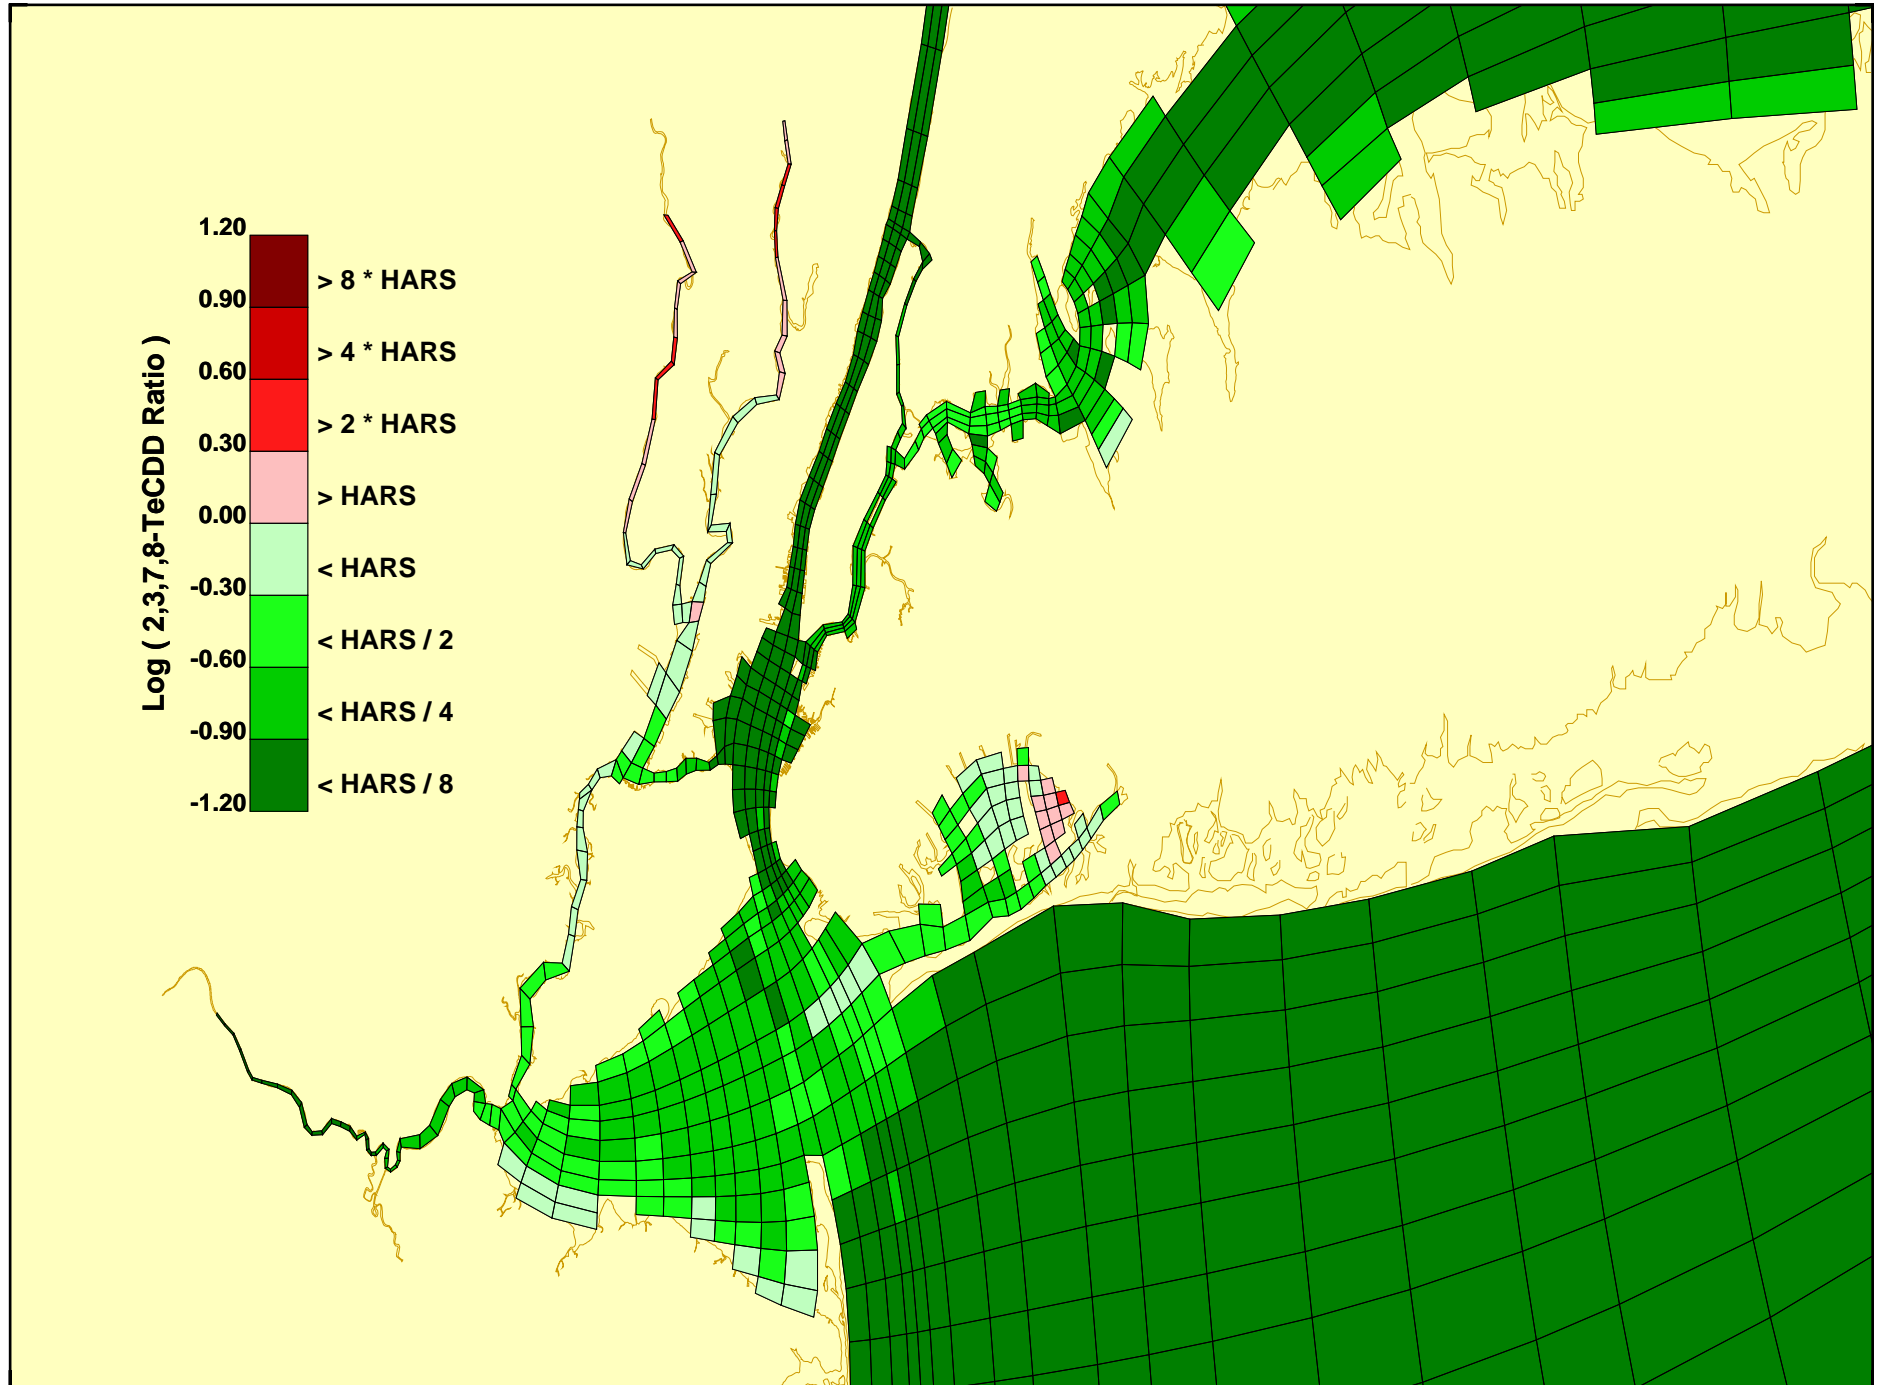 Log ( 2,3,7,8-TeCDD Ratio )
1.20
> 8 * HARS
0.90
> 4 * HARS
0.60
> 2 * HARS
0.30
> HARS
0.00
< HARS
-0.30
< HARS / 2
-0.60
< HARS / 4
-0.90
< HARS / 8
-1.20